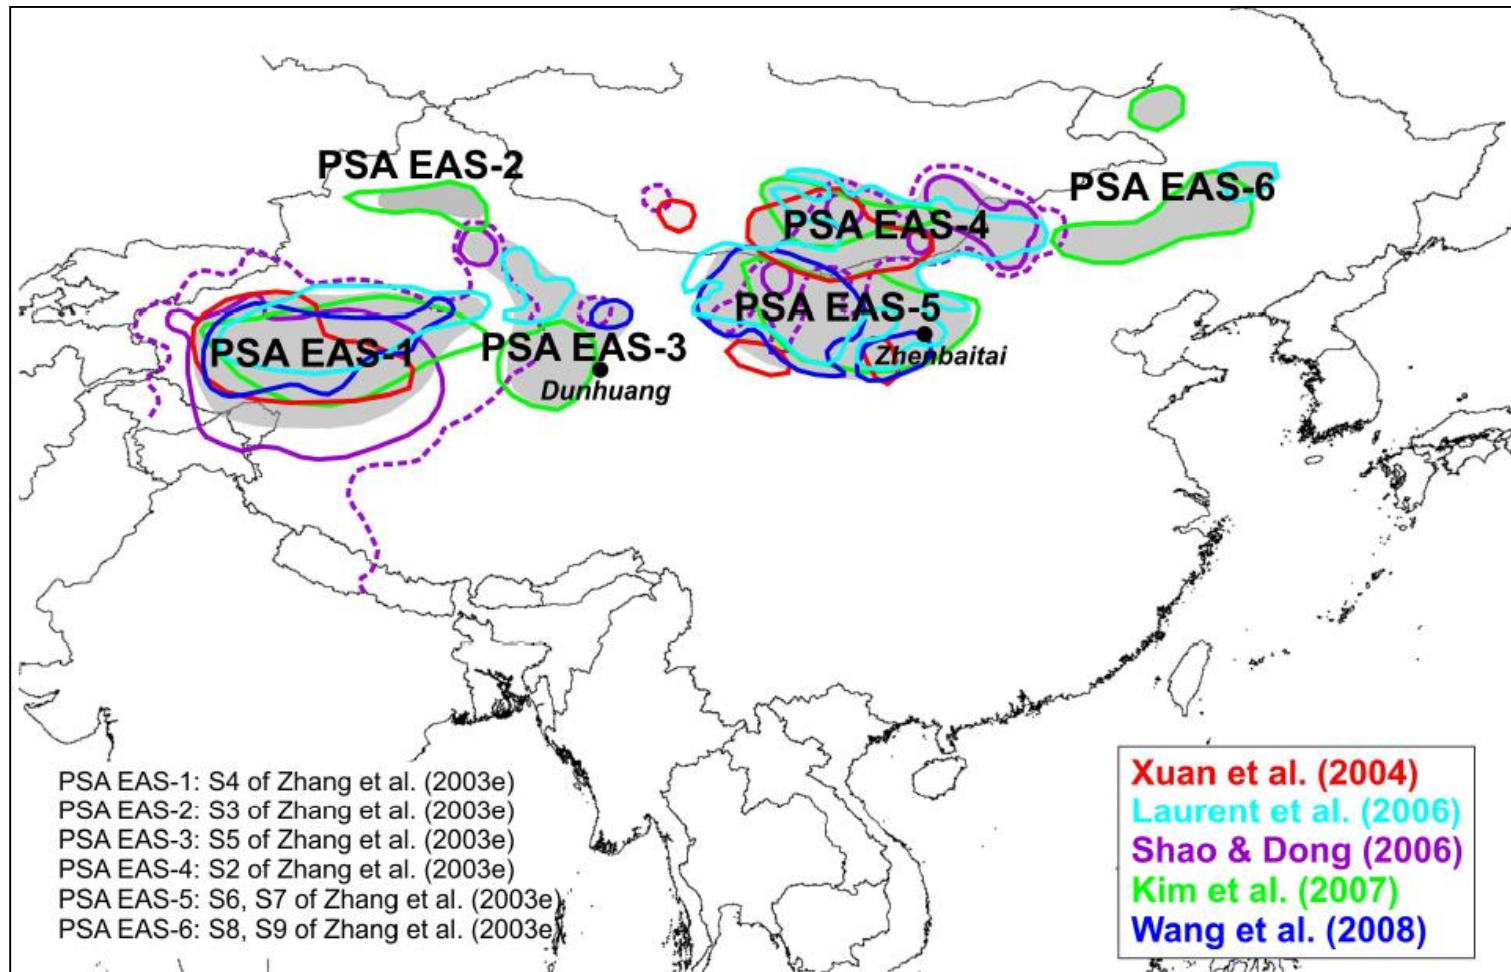 PSA EAS-2
PSA EAS-6
PSA EAS-4
PSA EAS-5
PSA EAS-1
PSA EAS-3
Zhenbaitai
Dunhuang
PSA EAS-1: S4 of Zhang et al. (2003e)
PSA EAS-2: S3 of Zhang et al. (2003e)
PSA EAS-3: S5 of Zhang et al. (2003e)
PSA EAS-4: S2 of Zhang et al. (2003e)
PSA EAS-5: S6, S7 of Zhang et al. (2003e)
PSA EAS-6: S8, S9 of Zhang et al. (2003e)
Xuan et al. (2004)
Laurent et al. (2006)
Shao & Dong (2006)
Kim et al. (2007)
Wang et al. (2008)